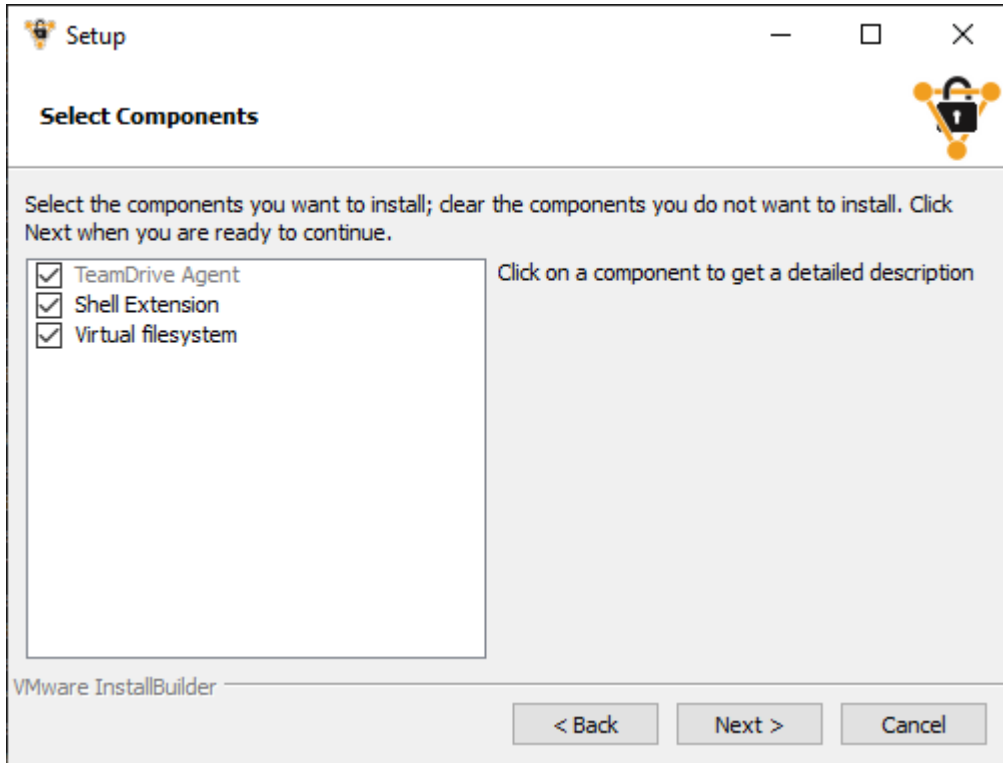 Setup
Select Components
Select the components you want to install; clear the components you do not want to install. Click
Next when you are ready to continue.
TeamDrive Agent
Click on a component to get a detailed description
Shell Extension
Virtual filesystem
VMware InstallBuilder
< Back
Next >
Cancel